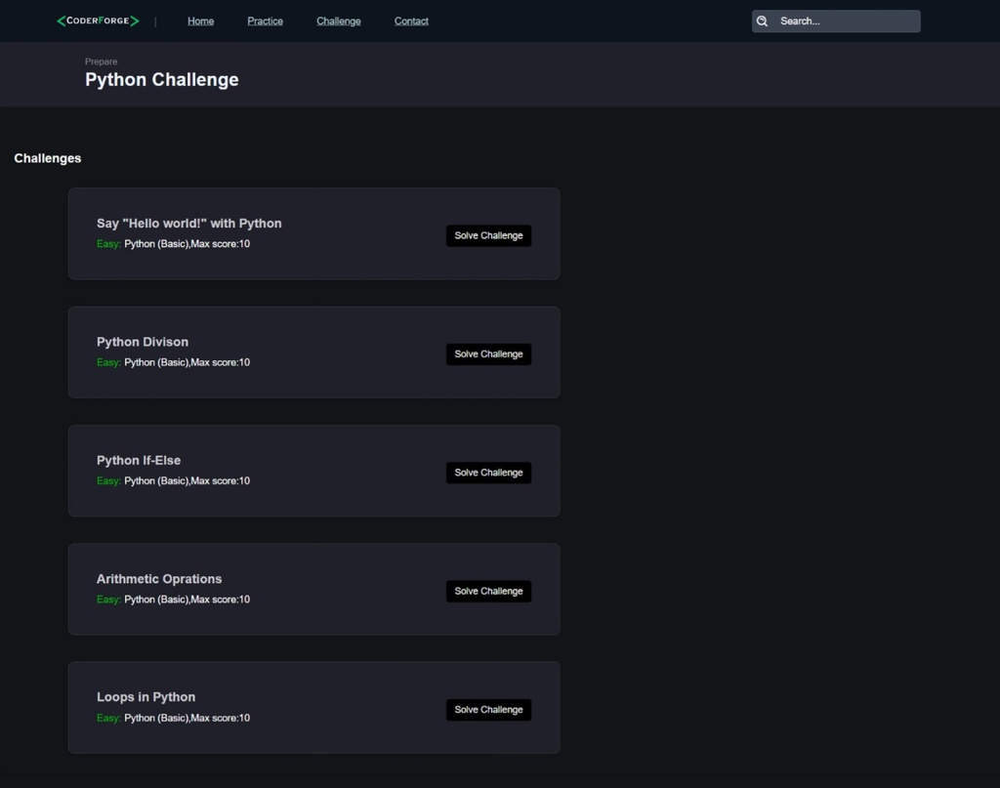 <CODERFORGE> | Home Practice Challenge Contact Search...
Prepare
Python Challenge
Challenges
Say "Hello world!" with Python
Easy: Python (Basic),Max score:10
Solve Challenge
Python Divison
Easy: Python (Basic),Max score:10
Solve Challenge
Python If-Else
Easy: Python (Basic),Max score:10
Solve Challenge
Arithmetic Oprations
Easy: Python (Basic),Max score:10
Solve Challenge
Loops in Python
Easy: Python (Basic),Max score:10
Solve Challenge